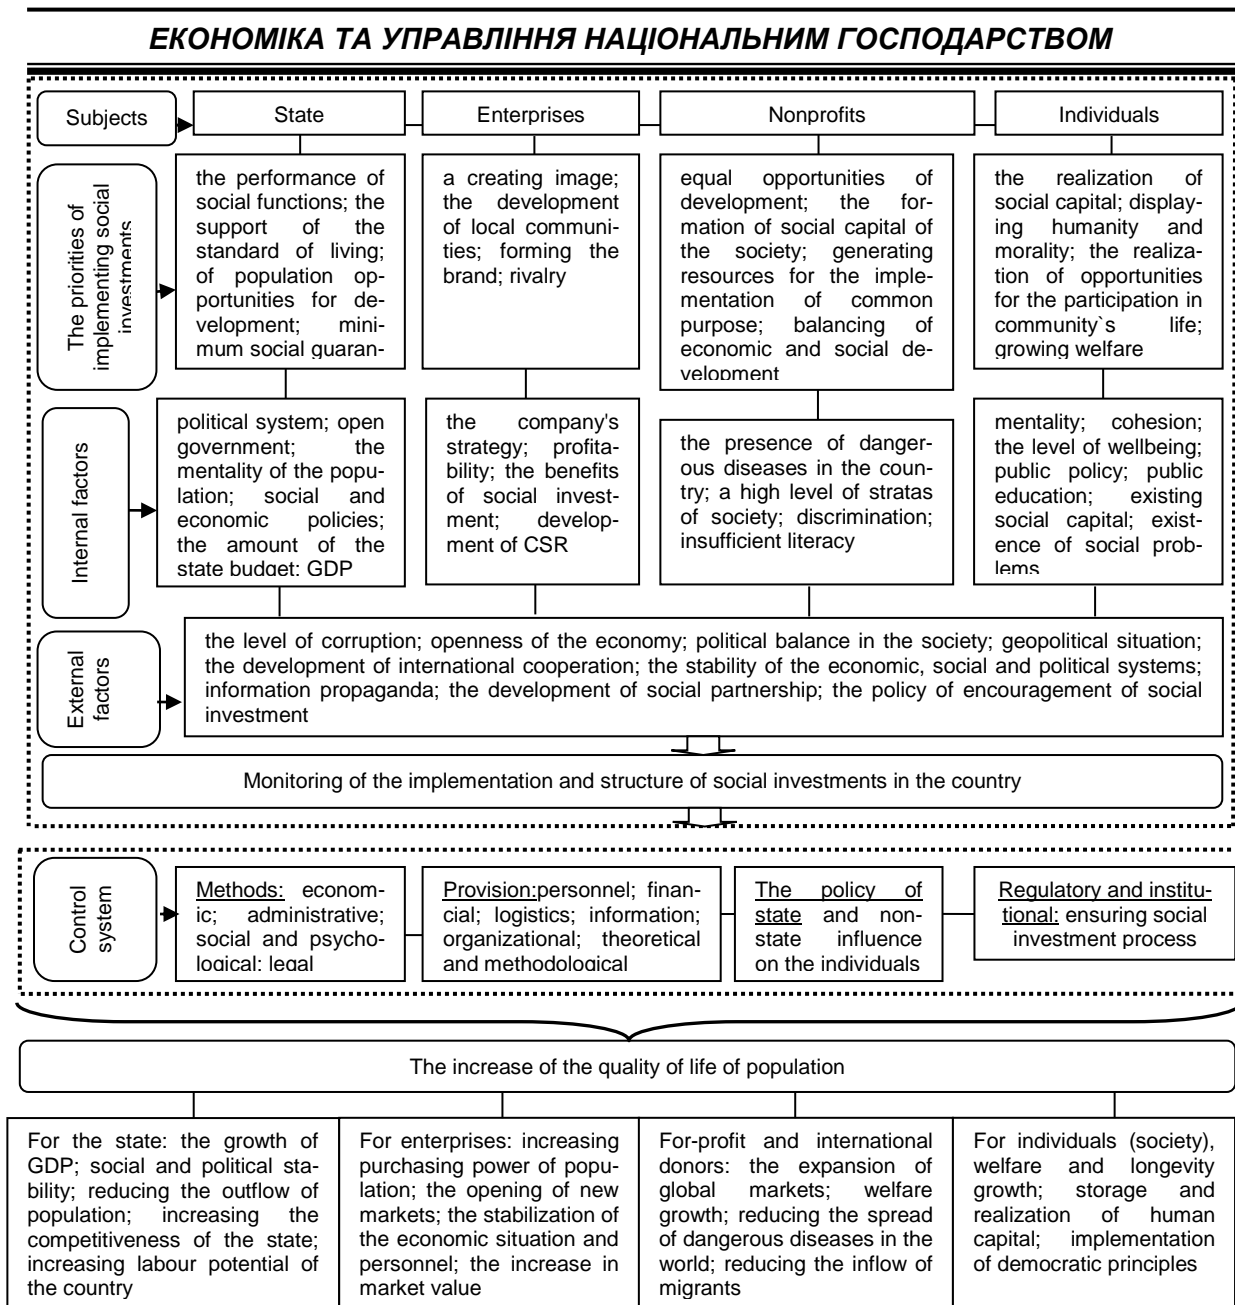 ЕКОНОМІКА ТА УПРАВЛІННЯ НАЦІОНАЛЬНИМ ГОСПОДАРСТВОМ
Subjects
State
Enterprises
Nonprofits
Individuals
The priorities of
implementing social
investments
the performance of
social functions; the
support of the
standard of living;
of population op-
portunities for de-
velopment; mini-
mum social guaran-
a creating image;
the development
of local communi-
ties; forming the
brand; rivalry
equal opportunities of
development; the for-
mation of social capital of
the society; generating
resources for the imple-
mentation of common
purpose; balancing of
economic and social de-
velopment
the realization of
social capital; display-
ing humanity and
morality; the realiza-
tion of opportunities
for the participation in
community`s life;
growing welfare
Internal factors
political system; open
government; the
mentality of the popu-
lation; social and
economic policies;
the amount of the
state budget; GDP
the company's
strategy; profita-
bility; the benefits
of social invest-
ment; develop-
ment of CSR
the presence of danger-
ous diseases in the coun-
try; a high level of stratas
of society; discrimination;
insufficient literacy
mentality; cohesion;
the level of wellbeing;
public policy; public
education; existing
social capital; exist-
ence of social prob-
lems
External
factors
the level of corruption; openness of the economy; political balance in the society; geopolitical situation;
the development of international cooperation; the stability of the economic, social and political systems;
information propaganda; the development of social partnership; the policy of encouragement of social
investment
Monitoring of the implementation and structure of social investments in the country
Control
system
Methods: econom-
ic; administrative;
social and psycho-
logical; legal
Provision:personnel; finan-
cial; logistics; information;
organizational; theoretical
and methodological
The policy of
state and non-
state influence
on the individuals
Regulatory and institu-
tional: ensuring social
investment process
The increase of the quality of life of population
For the state: the growth of
GDP; social and political sta-
bility; reducing the outflow of
population; increasing the
competitiveness of the state;
increasing labour potential of
the country
For enterprises: increasing
purchasing power of popu-
lation; the opening of new
markets; the stabilization of
the economic situation and
personnel; the increase in
market value
For-profit and international
donors: the expansion of
global markets; welfare
growth; reducing the spread
of dangerous diseases in the
world; reducing the inflow of
migrants
For individuals (society),
welfare and longevity
growth; storage and
realization of human
capital; implementation
of democratic principles